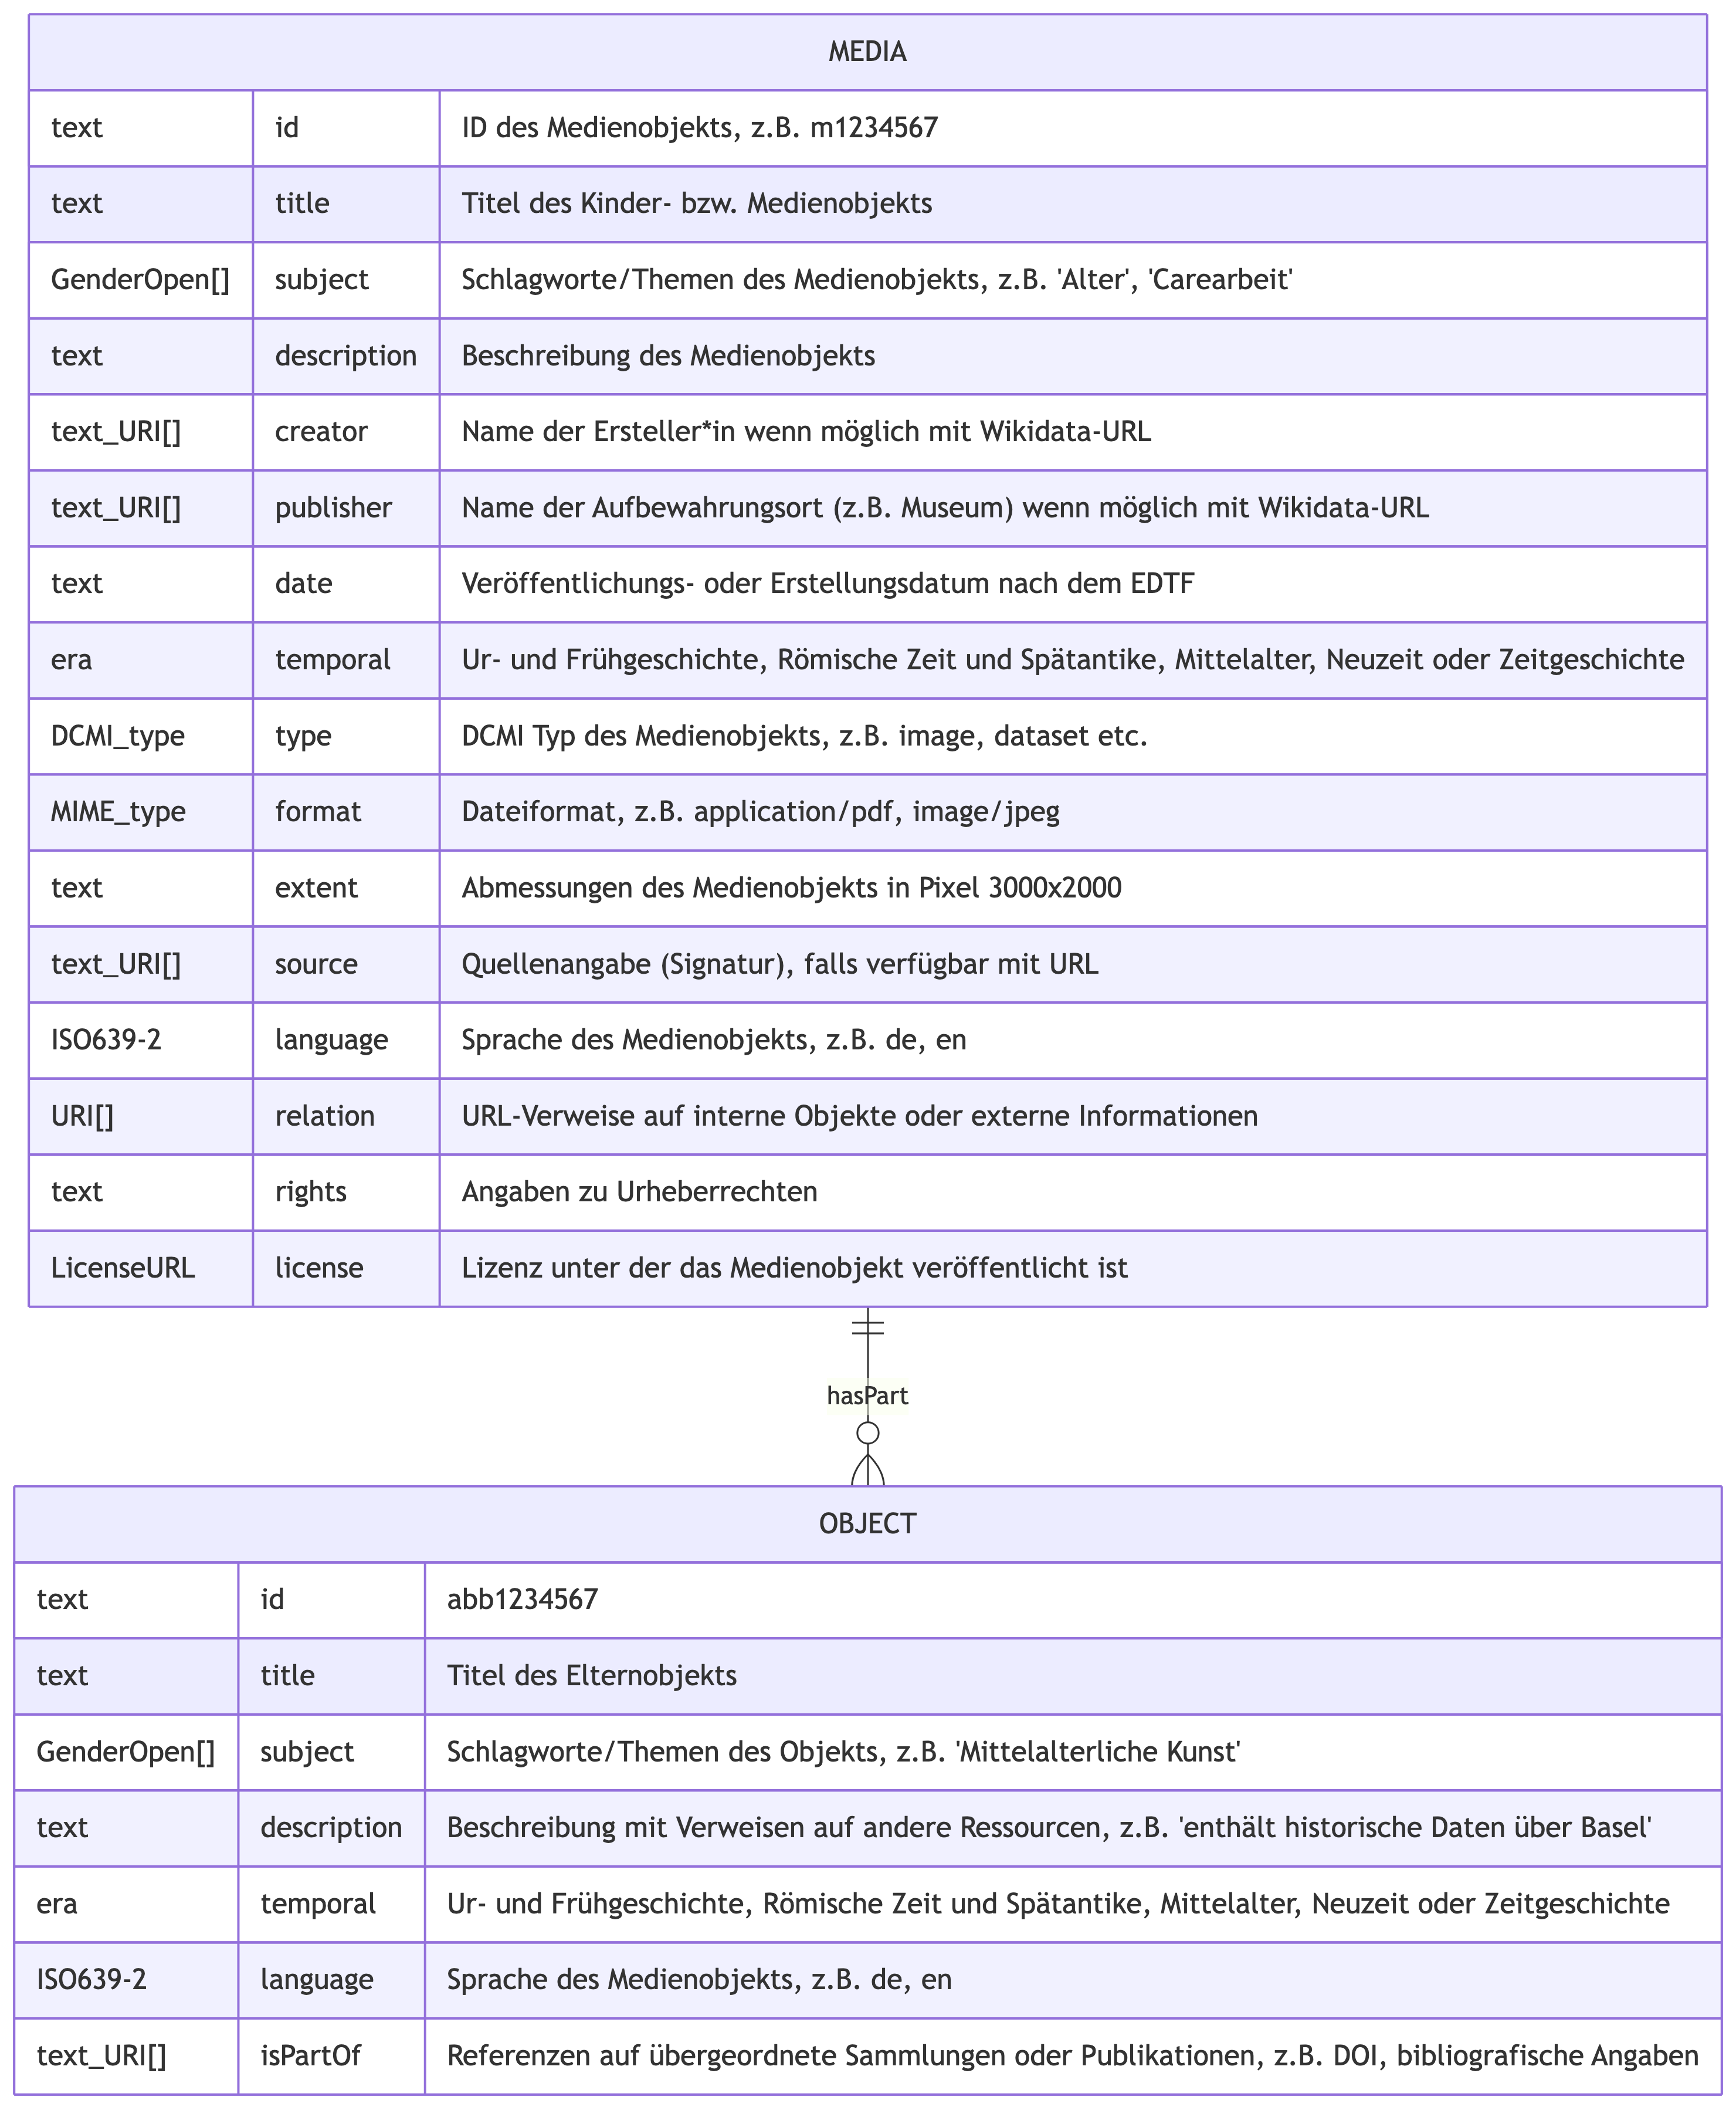 MEDIA
text id ID des Medienobjekts, z.B. m1234567
text title Titel des Kinder- bzw. Medienobjekts
GenderOpen[] subject Schlagworte/Themen des Medienobjekts, z.B. 'Alter', 'Carearbeit'
text description Beschreibung des Medienobjekts
text_URI[] creator Name der Ersteller*in wenn möglich mit Wikidata-URL
text_URI[] publisher Name der Aufbewahrungsort (z.B. Museum) wenn möglich mit Wikidata-URL
text date Veröffentlichungs- oder Erstellungsdatum nach dem EDTF
era temporal Ur- und Frühgeschichte, Römische Zeit und Spätantike, Mittelalter, Neuzeit oder Zeitgeschichte
DCMI_type type DCMI Typ des Medienobjekts, z.B. image, dataset etc.
MIME_type format Dateiformat, z.B. application/pdf, image/jpeg
text extent Abmessungen des Medienobjekts in Pixel 3000x2000
text_URI[] source Quellenangabe (Signatur), falls verfügbar mit URL
ISO639-2 language Sprache des Medienobjekts, z.B. de, en
URI[] relation URL-Verweise auf interne Objekte oder externe Informationen
text rights Angaben zu Urheberrechten
LicenseURL license Lizenz unter der das Medienobjekt veröffentlicht ist
hasPart
OBJECT
text id abb1234567
text title Titel des Elternobjekts
GenderOpen[] subject Schlagworte/Themen des Objekts, z.B. 'Mittelalterliche Kunst'
text description Beschreibung mit Verweisen auf andere Ressourcen, z.B. 'enthält historische Daten über Basel'
era temporal Ur- und Frühgeschichte, Römische Zeit und Spätantike, Mittelalter, Neuzeit oder Zeitgeschichte
ISO639-2 language Sprache des Medienobjekts, z.B. de, en
text_URI[] isPartOf Referenzen auf übergeordnete Sammlungen oder Publikationen, z.B. DOI, bibliografische Angaben